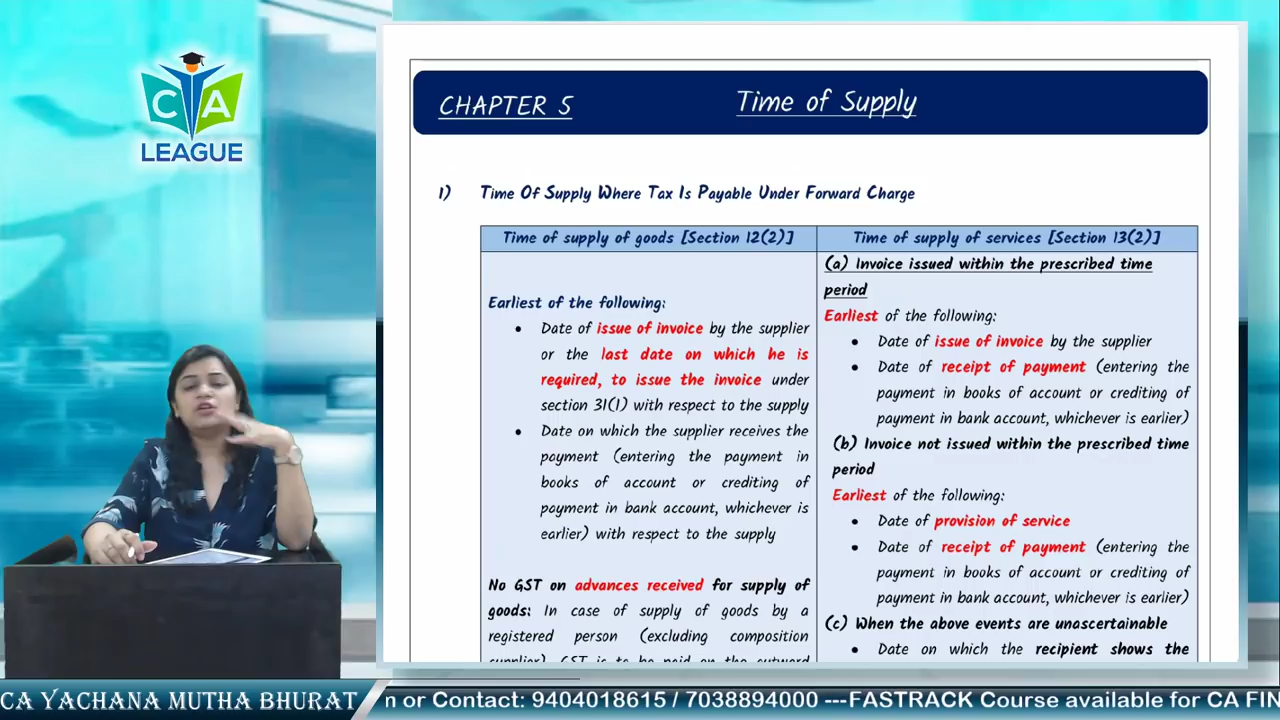 CA
LEAGUE
CHAPTER 5
Time of Supply
1) Time Of Supply Where Tax Is Payable Under Forward Charge
Time of supply of goods [Section 12(2)]
Earliest of the following:
• Date of issue of invoice by the supplier
or the last date on which he is
required, to issue the invoice under
section 31(1) with respect to the supply
• Date on which the supplier receives the
payment (entering the payment in
books of account or crediting of
payment in bank account, whichever is
earlier) with respect to the supply
No GST on advances received for supply of
goods: In case of supply of goods by a
registered person (excluding composition
supplier), GST is to be paid on the outward
Time of supply of services [Section 13(2)]
(a) Invoice issued within the prescribed time
period
Earliest of the following:
• Date of issue of invoice by the supplier
• Date of receipt of payment (entering the
payment in books of account or crediting of
payment in bank account, whichever is earlier)
(b) Invoice not issued within the prescribed time
period
Earliest of the following:
• Date of provision of service
• Date of receipt of payment (entering the
payment in books of account or crediting of
payment in bank account, whichever is earlier)
(c) When the above events are unascertainable
• Date on which the recipient shows the
CA YACHANA MUTHA BHURAT
n or Contact: 9404018615 / 7038894000 ---FASTRACK Course available for CA FIN